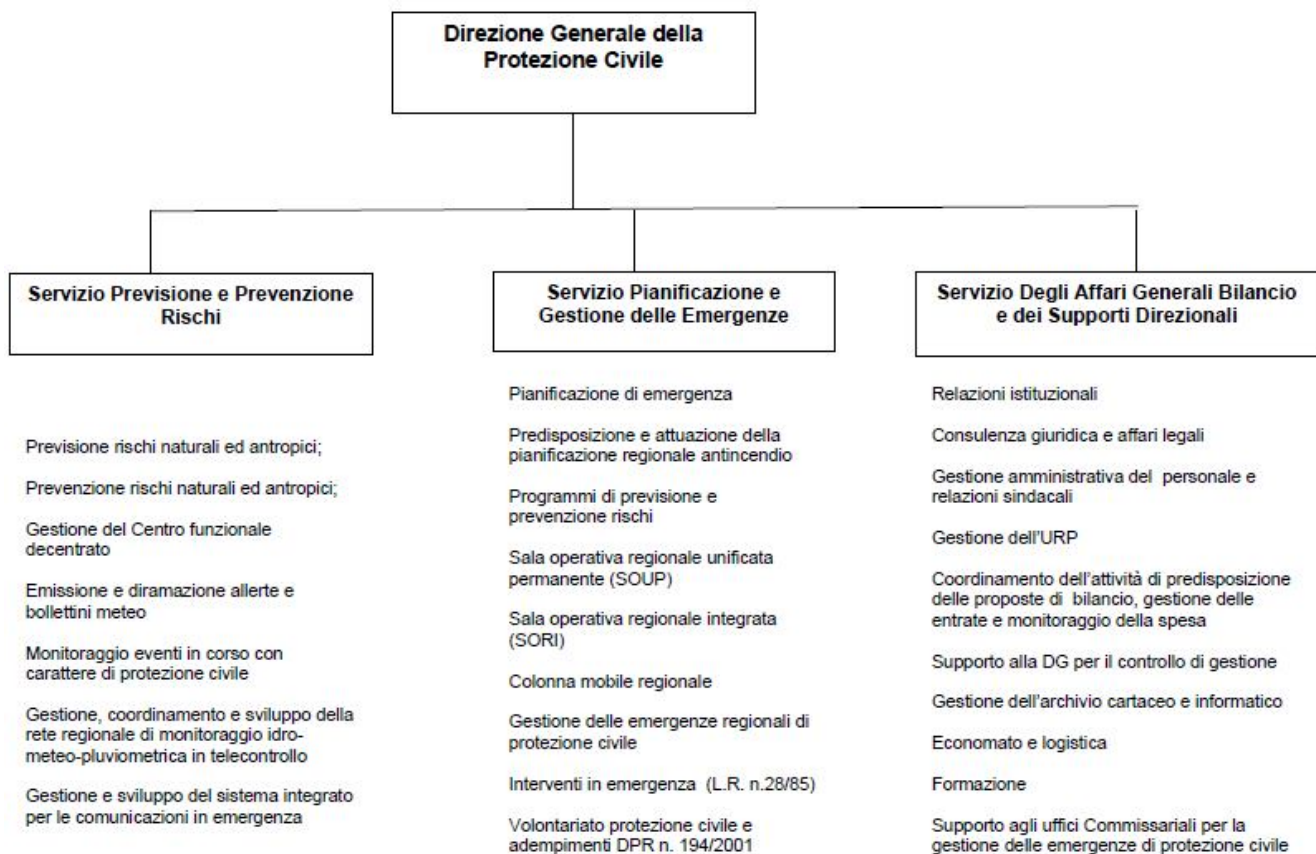 Direzione Generale della
Protezione Civile
Servizio Previsione e Prevenzione
Rischi
Previsione rischi naturali ed antropici;
Prevenzione rischi naturali ed antropici;
Gestione del Centro funzionale
decentrato
Emissione e diramazione allerte e
bollettini meteo
Monitoraggio eventi in corso con
carattere di protezione civile
Gestione, coordinamento e sviluppo della
rete regionale di monitoraggio idro-
meteo-pluviometrica in telecontrollo
Gestione e sviluppo del sistema integrato
per le comunicazioni in emergenza
Servizio Pianificazione e
Gestione delle Emergenze
Pianificazione di emergenza
Predisposizione e attuazione della
pianificazione regionale antincendio
Programmi di previsione e
prevenzione rischi
Sala operativa regionale unificata
permanente (SOUP)
Sala operativa regionale integrata
(SORI)
Colonna mobile regionale
Gestione delle emergenze regionali di
protezione civile
Interventi in emergenza (L.R. n.28/85)
Volontariato protezione civile e
adempimenti DPR n. 194/2001
Servizio Degli Affari Generali Bilancio
e dei Supporti Direzionali
Relazioni istituzionali
Consulenza giuridica e affari legali
Gestione amministrativa del personale e
relazioni sindacali
Gestione dell'URP
Coordinamento dell'attività di predisposizione
delle proposte di bilancio, gestione delle
entrate e monitoraggio della spesa
Supporto alla DG per il controllo di gestione
Gestione dell'archivio cartaceo e informatico
Economato e logistica
Formazione
Supporto agli uffici Commissariali per la
gestione delle emergenze di protezione civile